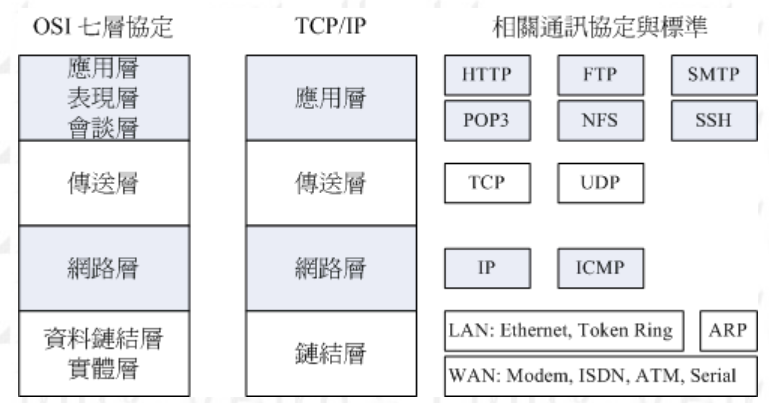 OSI 七層協定 TCP/IP 相關通訊協定與標準
應用層
表現層
會談層
應用層
HTTP FTP SMTP
POP3 NFS SSH
傳送層 傳送層 TCP UDP
網路層 網路層 IP ICMP
資料鏈結層
實體層
鏈結層
LAN: Ethernet, Token Ring ARP
WAN: Modem, ISDN, ATM, Serial